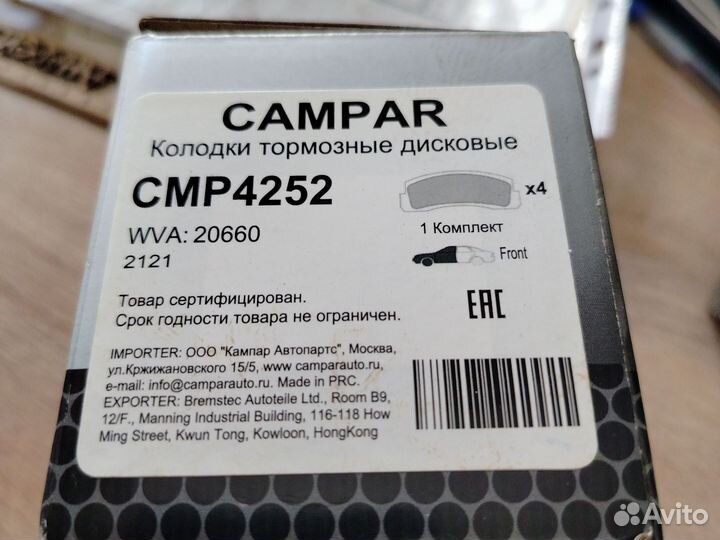 CAMPAR
Колодки тормозные дисковые
CMP4252
x4
WVA: 20660
1 Комплект
2121
Front
Товар сертифицирован.
Срок годности товара не ограничен.
EAC
IMPORTER: ООО "Кампар Автопартс", Москва,
ул.Кржижановского 15/5, www.camparauto.ru,
e-mail: info@camparauto.ru. Made in PRC.
EXPORTER: Bremstec Autoteile Ltd., Room B9,
12/F., Manning Industrial Building, 116-118 How
Ming Street, Kwun Tong, Kowloon, HongKong
Avito